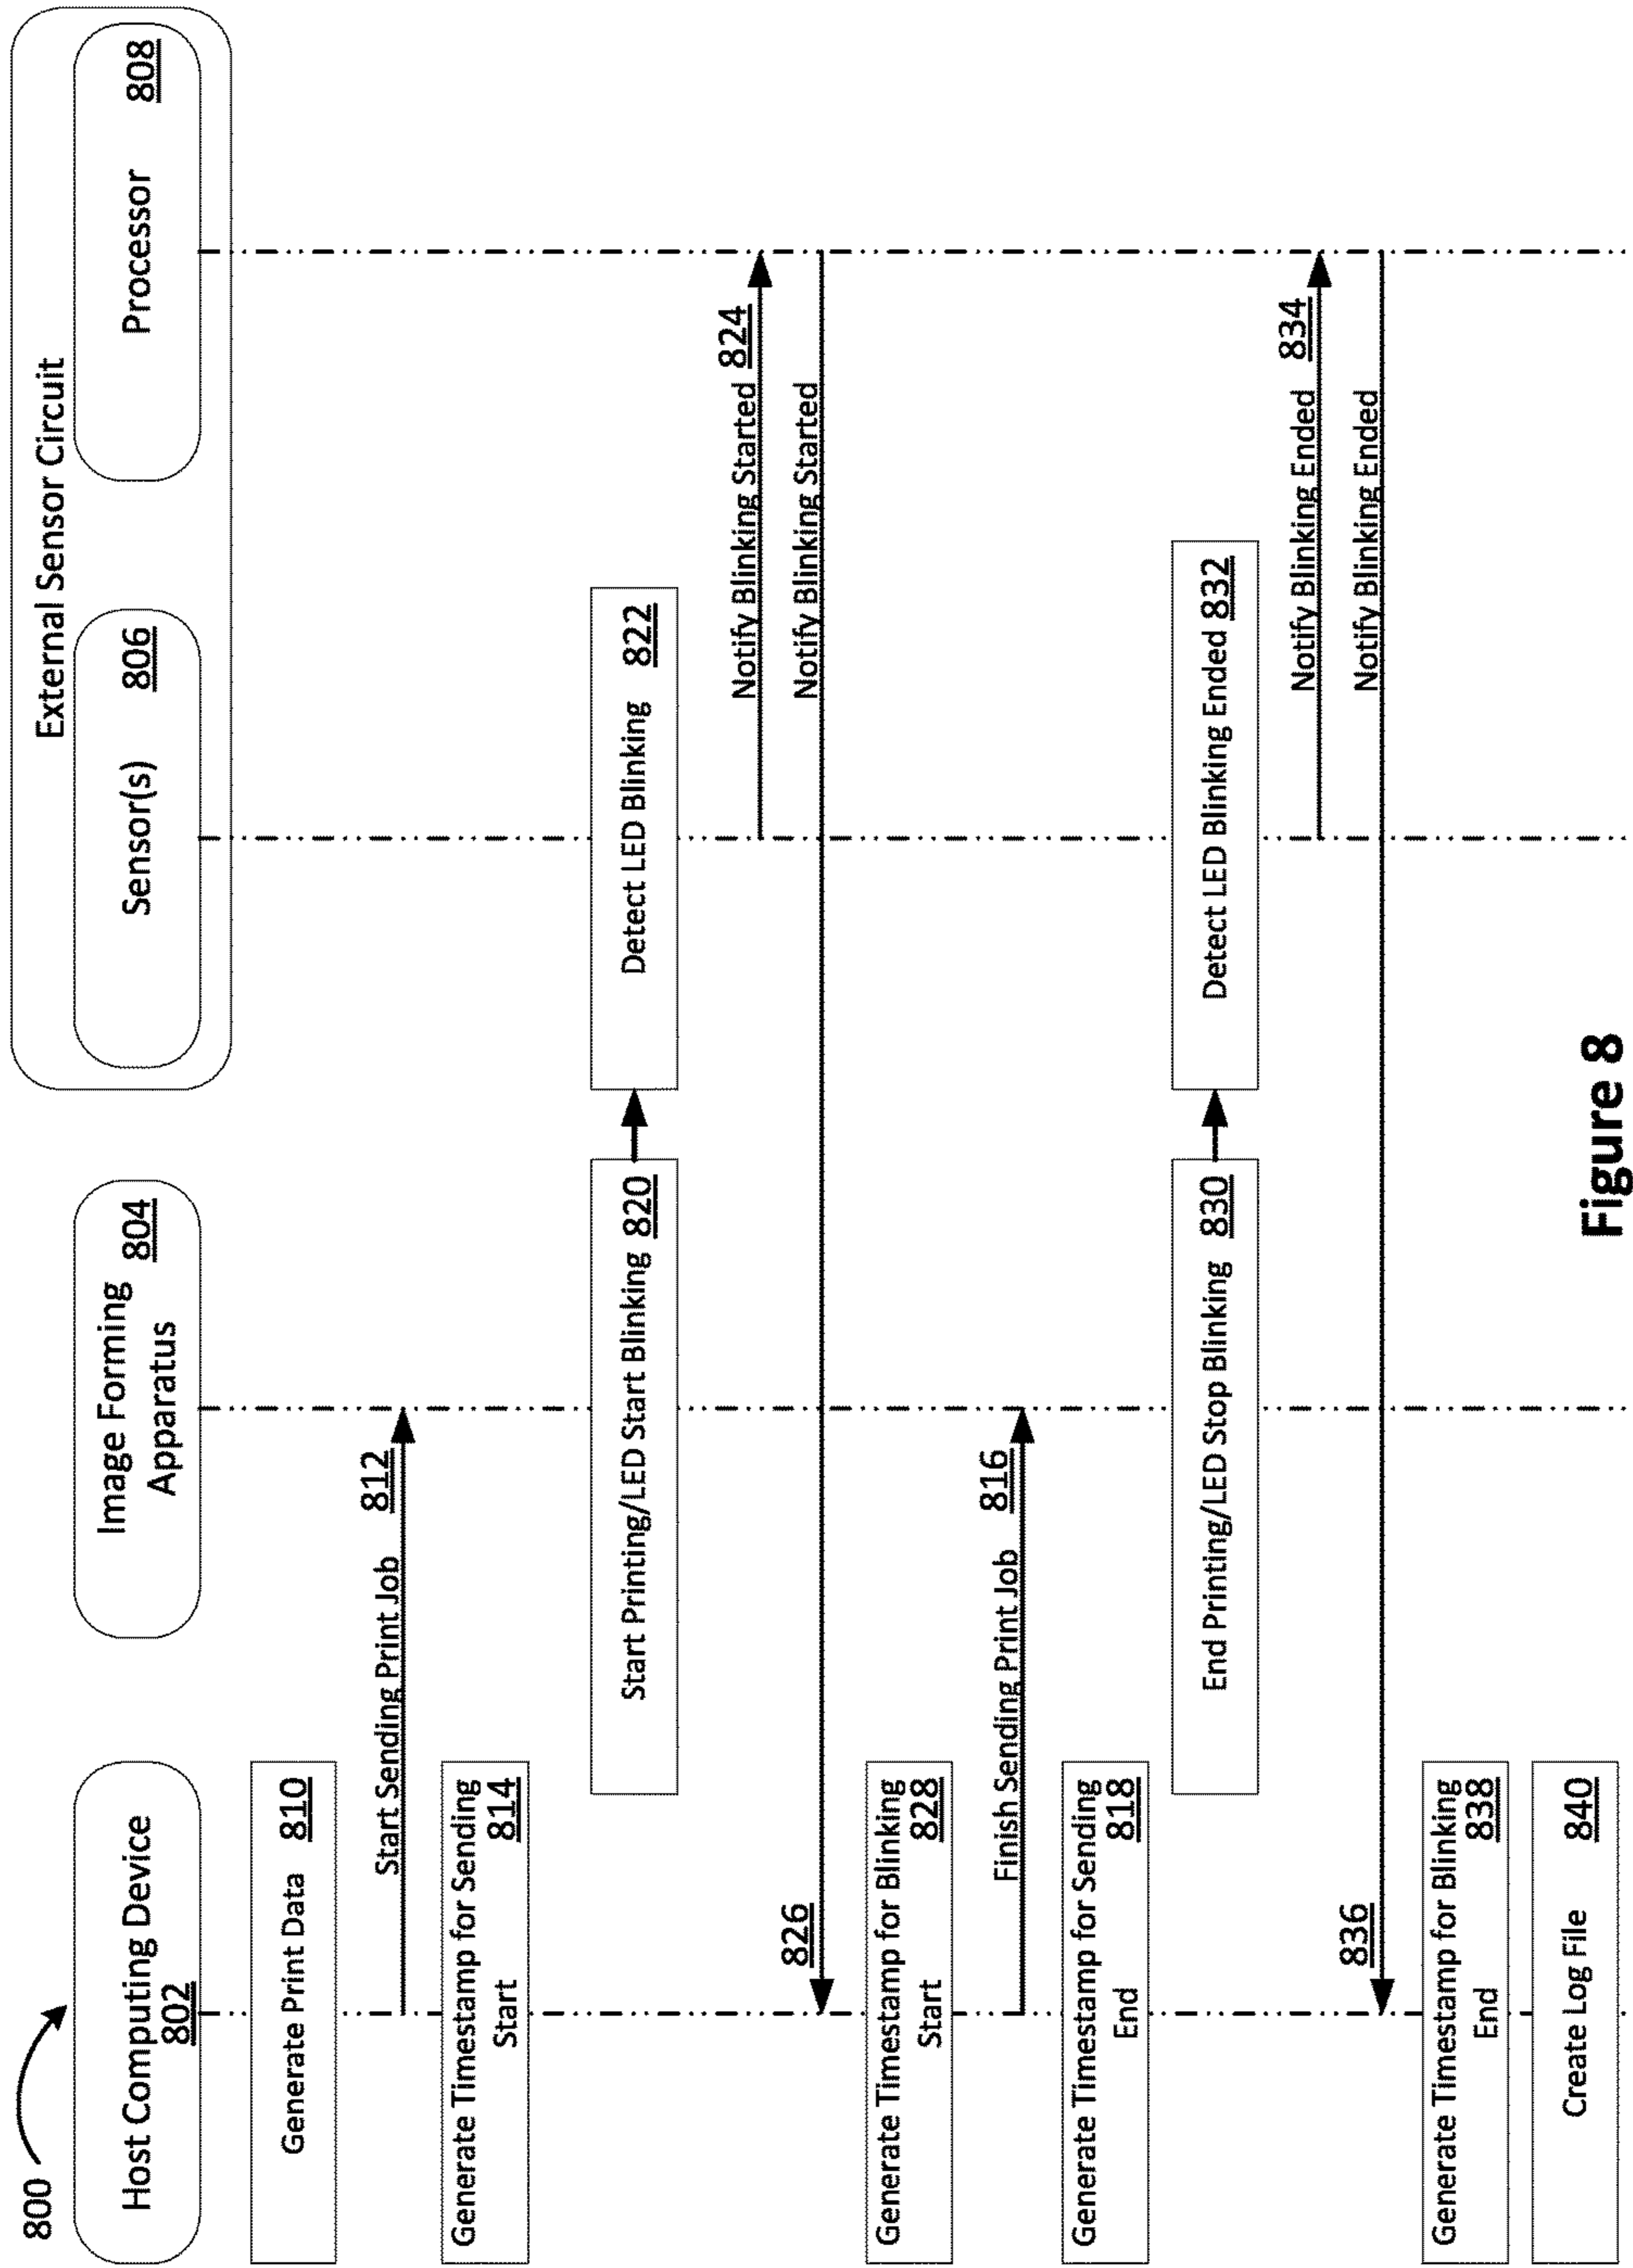 800
External Sensor Circuit
Host Computing Device
802
Image Forming
Apparatus
804
Sensor(s)
806
Processor
808
Generate Print Data
810
Start Sending Print Job
812
Generate Timestamp for Sending
Start
814
Start Printing/LED Start Blinking 820
Detect LED Blinking
822
Notify Blinking Started
824
826
Notify Blinking Started
Generate Timestamp for Blinking
Start
828
Finish Sending Print Job
816
Generate Timestamp for Sending
End
818
End Printing/LED Stop Blinking 830
Detect LED Blinking Ended 832
Notify Blinking Ended
834
836
Notify Blinking Ended
Generate Timestamp for Blinking
End
838
Create Log File
840
Figure 8